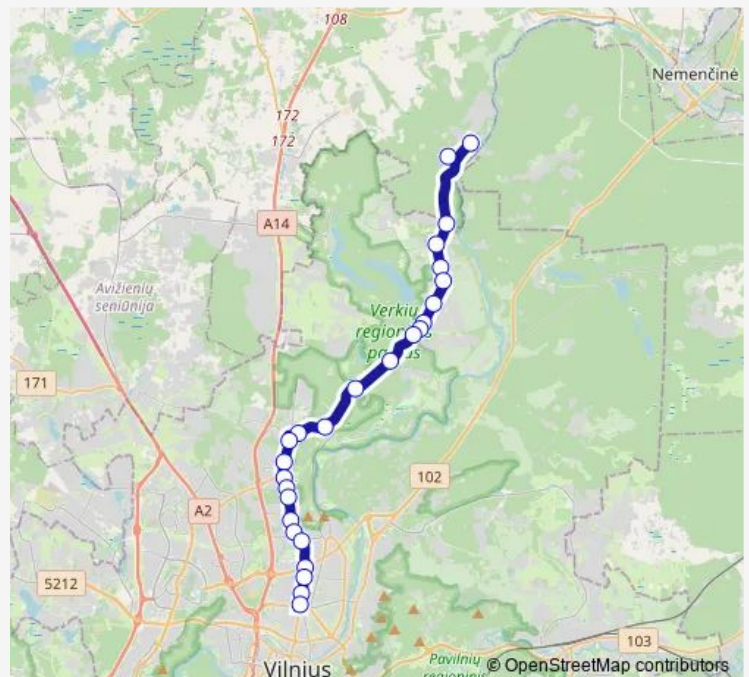 108
Nemenčinė
172
172
A14
Avižienių
seniūnija
Verkių
regioninis
parkas
171
102
A2
5212
103
Vilnius
Pavilnių
© OpenStreetMap contributors